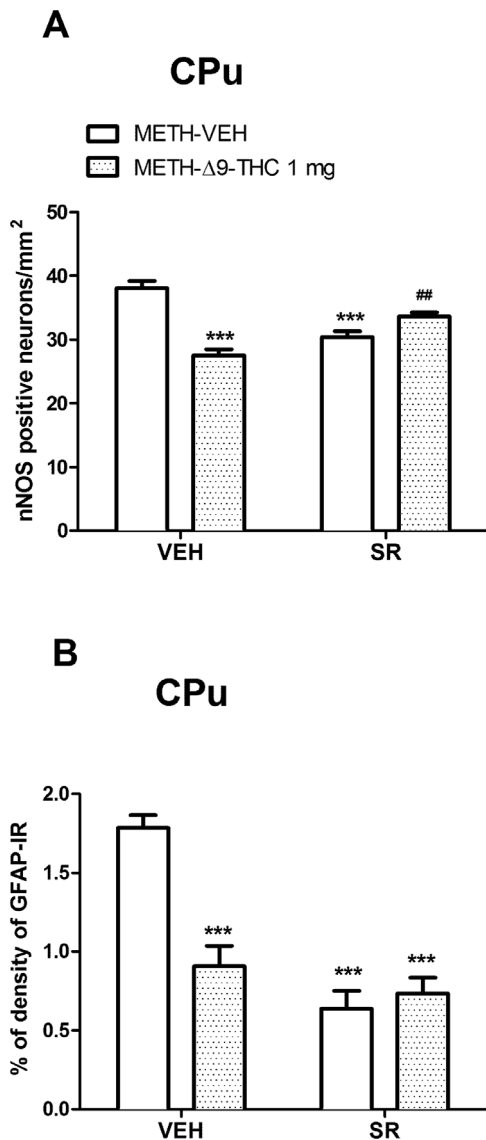 A
CPu
METH-VEH
METH-Δ9-THC 1 mg
nNOS positive neurons/mm²
50
40
30
20
10
0
***
***
##
VEH
SR
B
CPu
% of density of GFAP-IR
2.0
1.5
1.0
0.5
0.0
***
***
***
VEH
SR